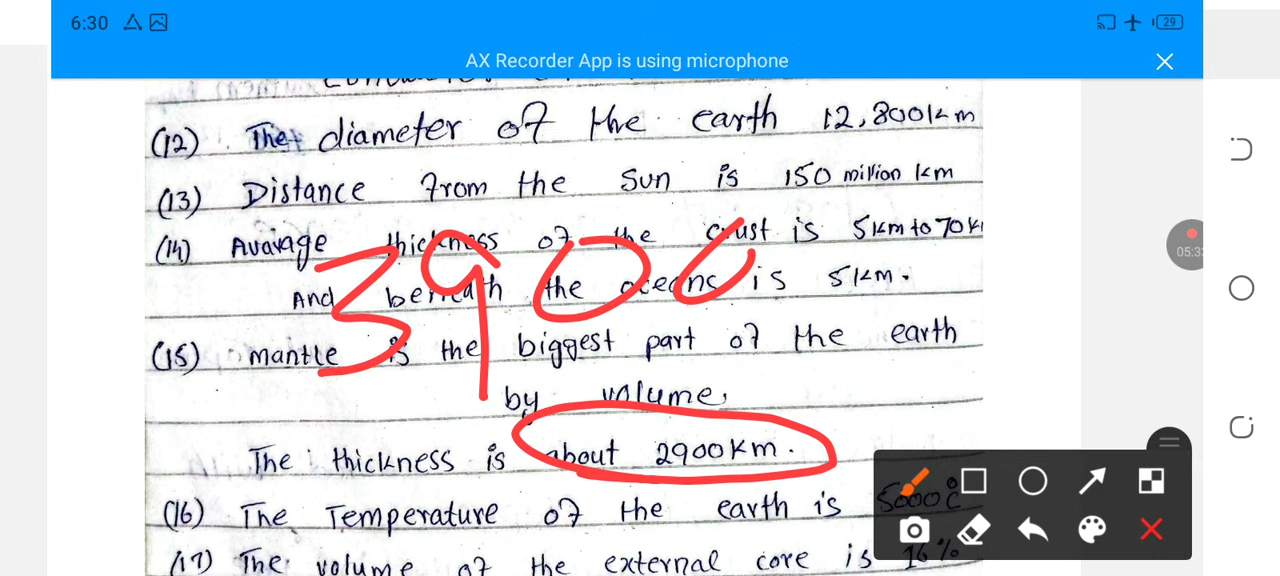 6:30
29
AX Recorder App is using microphone
(12) The diameter of the earth 12,800km
(13) Distance from the Sun is 150 million km
(14) Avarage thickness of the crust is 5km to 70k
And beneath the oceans is 5km.
3900
(15) mantle is the biggest part of the earth
by volume,
The thickness is about 2900km.
(16) The Temperature of the earth is 5000°c
(17) The volume of the external core is 16%
05:3